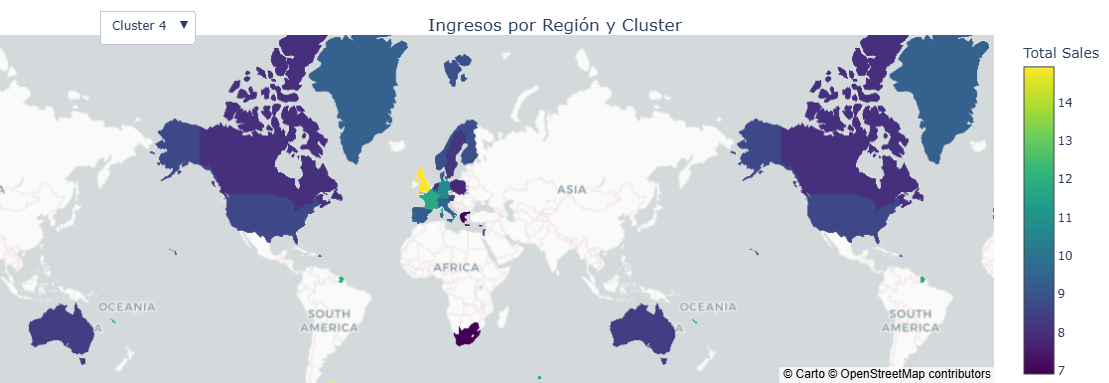 Cluster 4 ▼
Ingresos por Región y Cluster
Total Sales
14
13
12
11
10
9
8
7
A
ASIA
AFRICA
OCEANIA
A
SOUTH
AMERICA
OCEANIA
A
SOUTH
AMERICA
© Carto © OpenStreetMap contributors